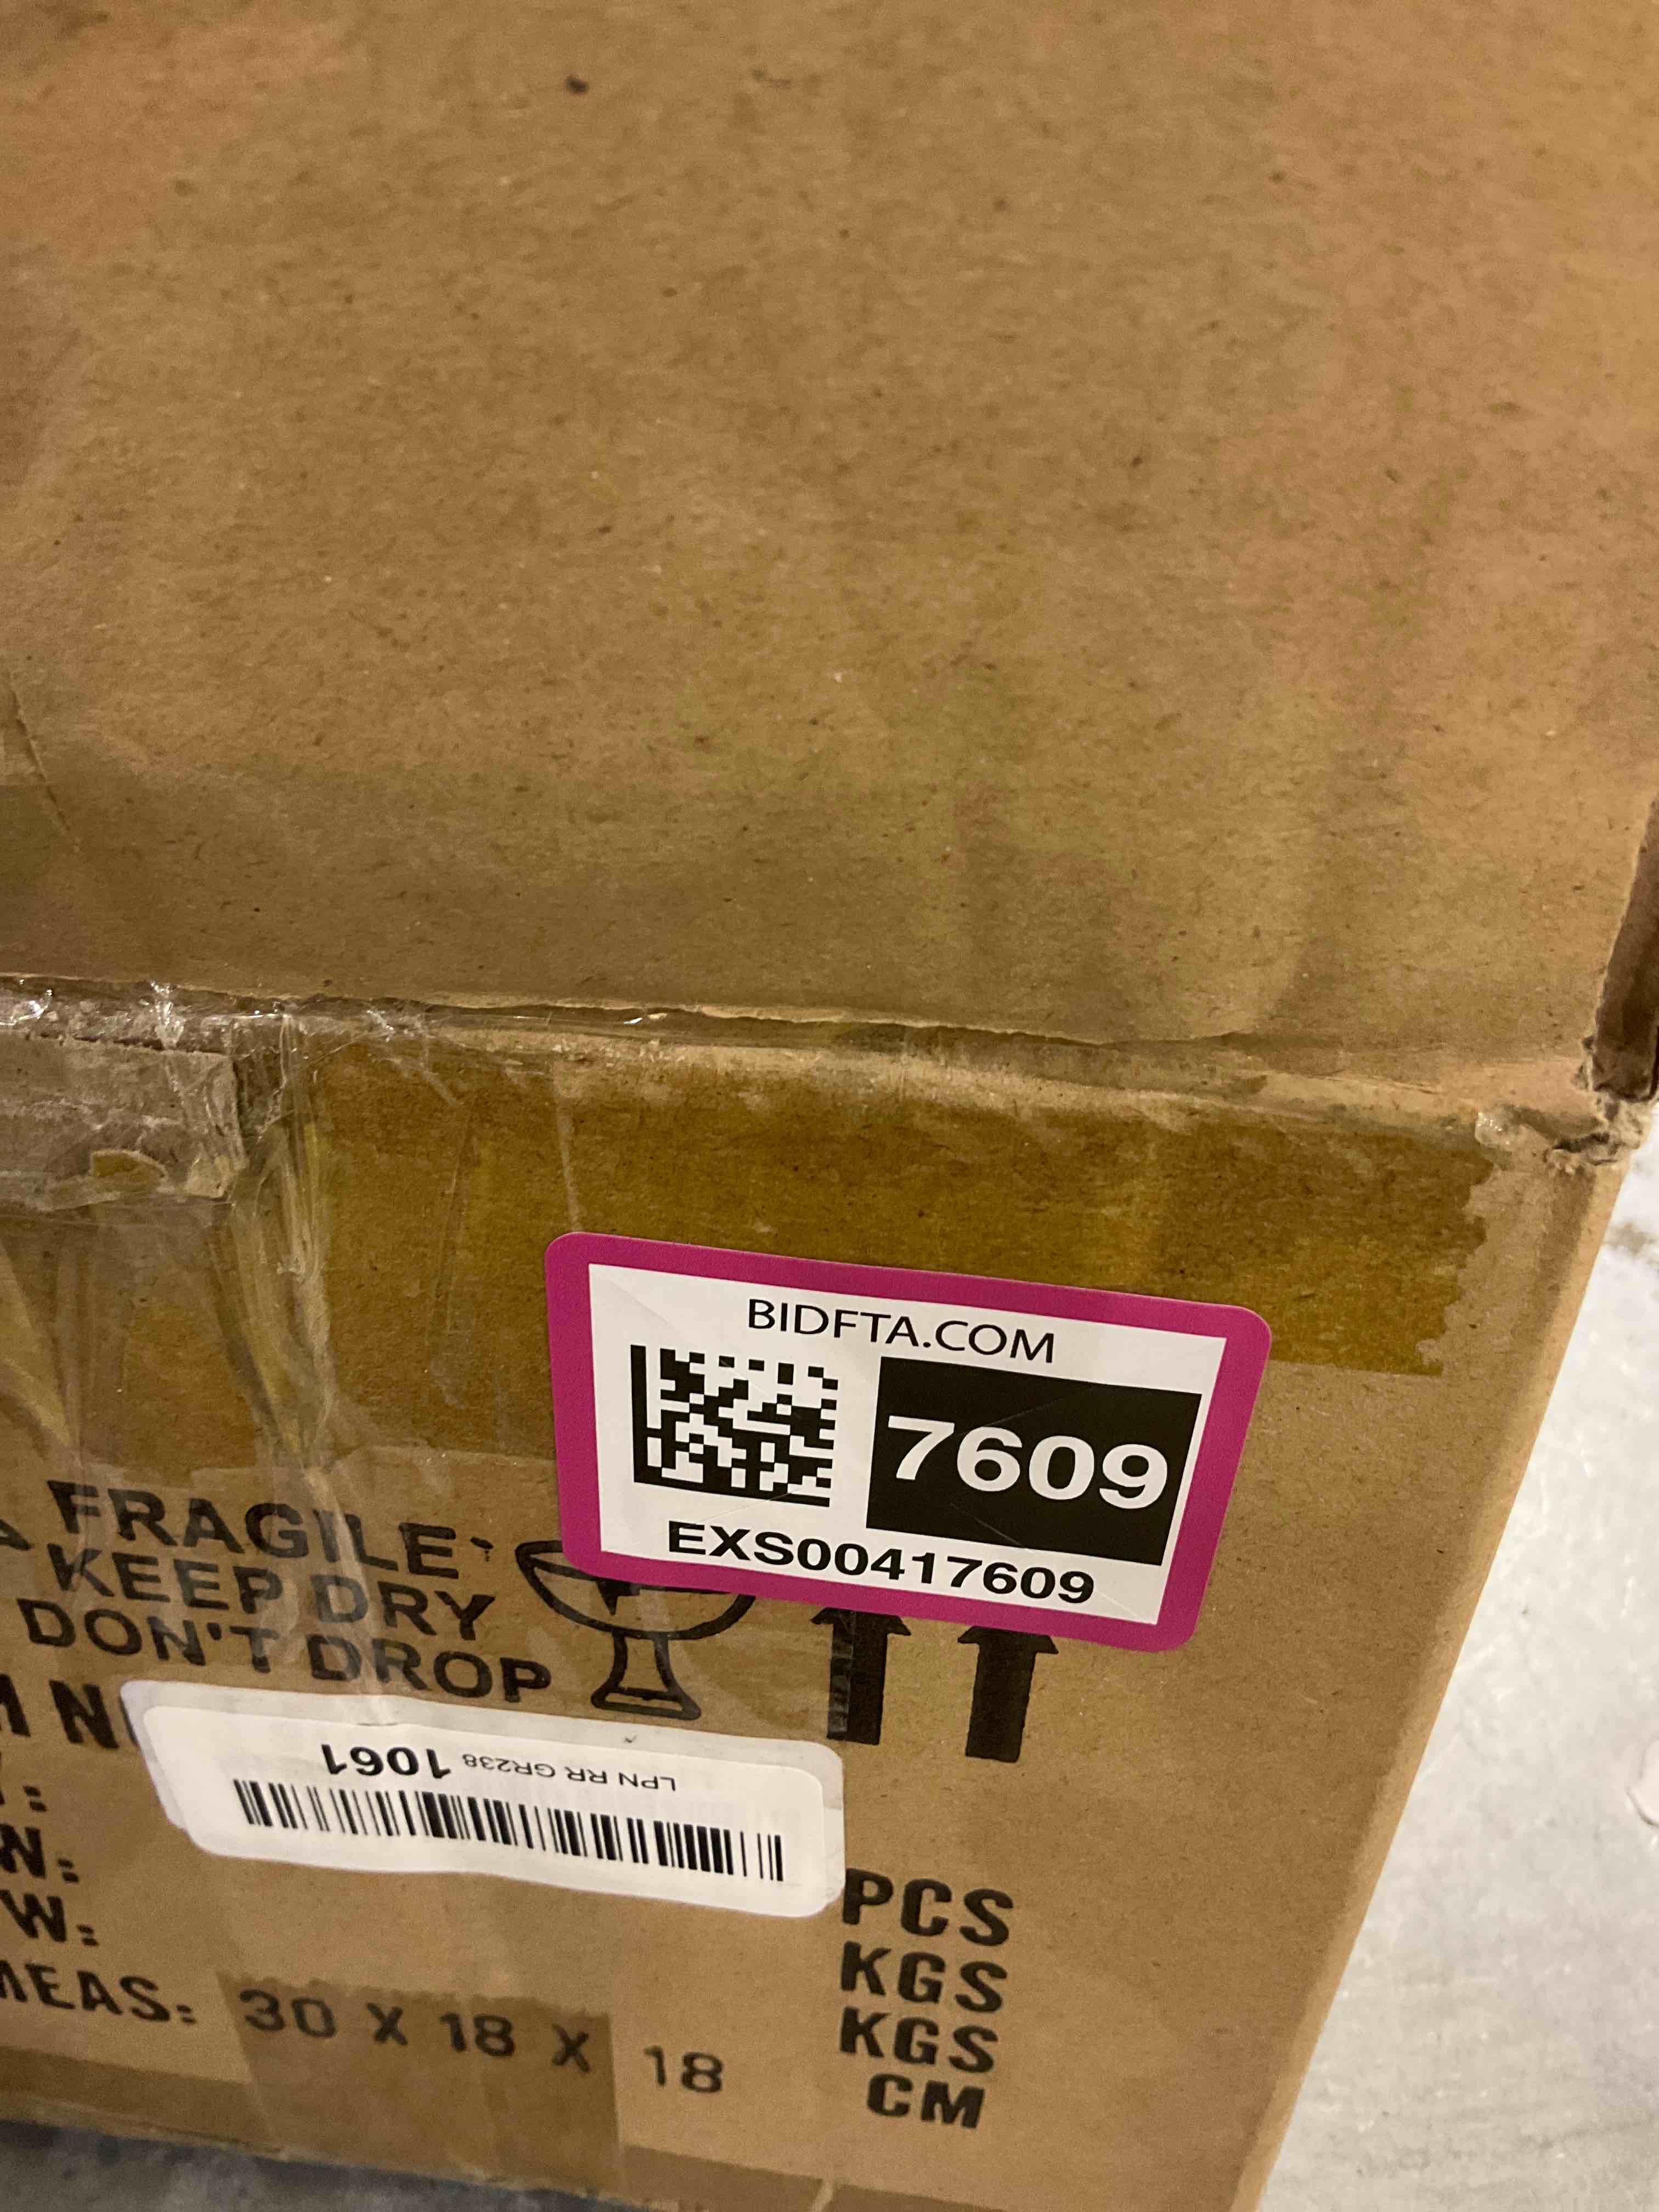 BIDFTA.COM
7609
EXS00417609
FRAGILE
KEEP DRY
DON'T DROP
LPN RR GR238 1061
PCS
KGS
KGS
MEAS: 30 X 18 X 18 CM